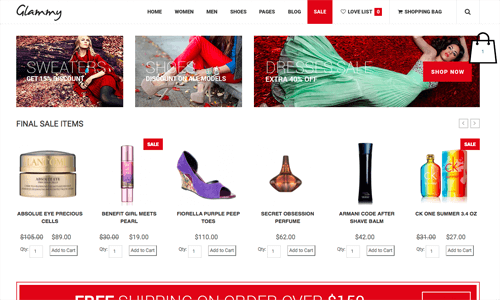 Glammy
HOME WOMEN MEN SHOES PAGES BLOG SALE LOVE LIST 0 SHOPPING BAG
SWEATERS
GET 15% DISCOUNT
SHOES
DISCOUNT ON ALL MODELS
DRESSES SALE
EXTRA 40% OFF
SHOP NOW
FINAL SALE ITEMS
SALE
SALE
LANCOME
ABSOLUE EYE PRECIOUS CELLS
$105.00 $89.00
Qty: 1 Add to Cart
BENEFIT GIRL MEETS PEARL
$30.00 $19.00
Qty: 1 Add to Cart
FIORELLA PURPLE PEEP TOES
$110.00
Qty: 1 Add to Cart
SECRET OBSESSION PERFUME
$62.00
Qty: 1 Add to Cart
ARMANI CODE AFTER SHAVE BALM
$42.00
Qty: 1 Add to Cart
CK ONE SUMMER 3.4 OZ
$31.00 $27.00
Qty: 1 Add to Cart
FREE SHIPPING ON ORDER OVER $150